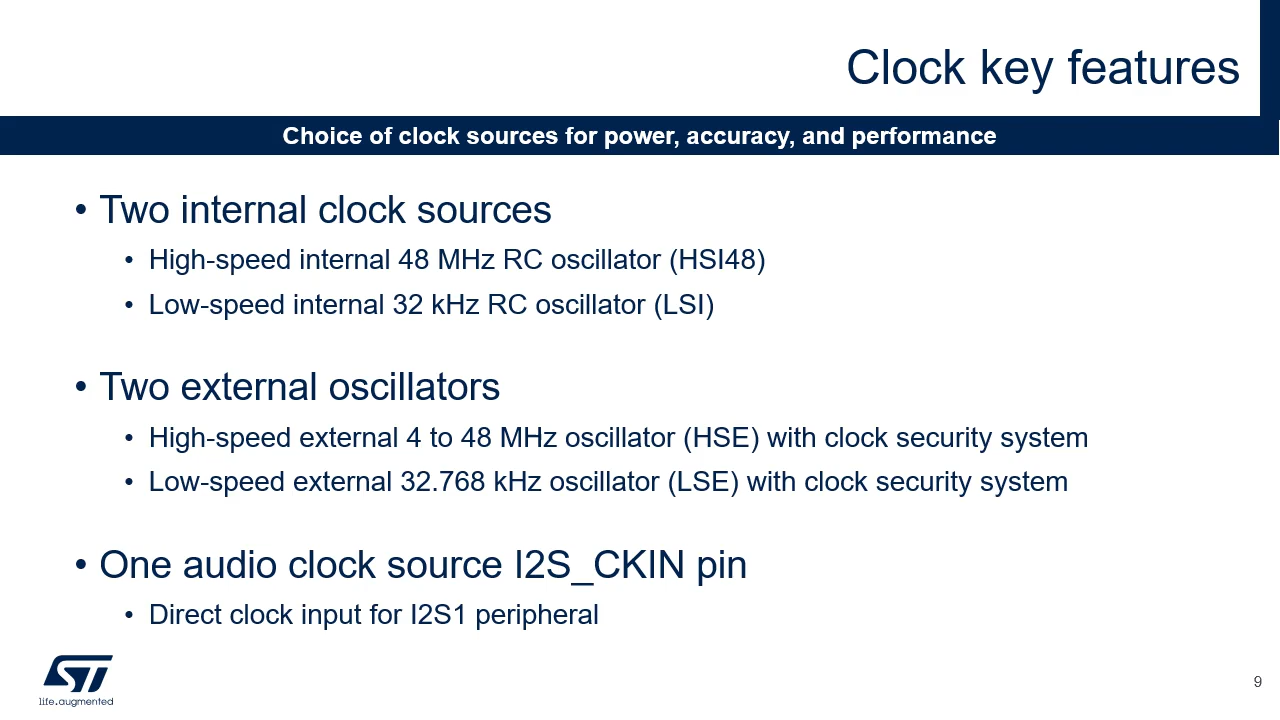 Clock key features
Choice of clock sources for power, accuracy, and performance
• Two internal clock sources
• High-speed internal 48 MHz RC oscillator (HSI48)
• Low-speed internal 32 kHz RC oscillator (LSI)
• Two external oscillators
• High-speed external 4 to 48 MHz oscillator (HSE) with clock security system
• Low-speed external 32.768 kHz oscillator (LSE) with clock security system
• One audio clock source I2S_CKIN pin
• Direct clock input for I2S1 peripheral
ST
life.augmented
9